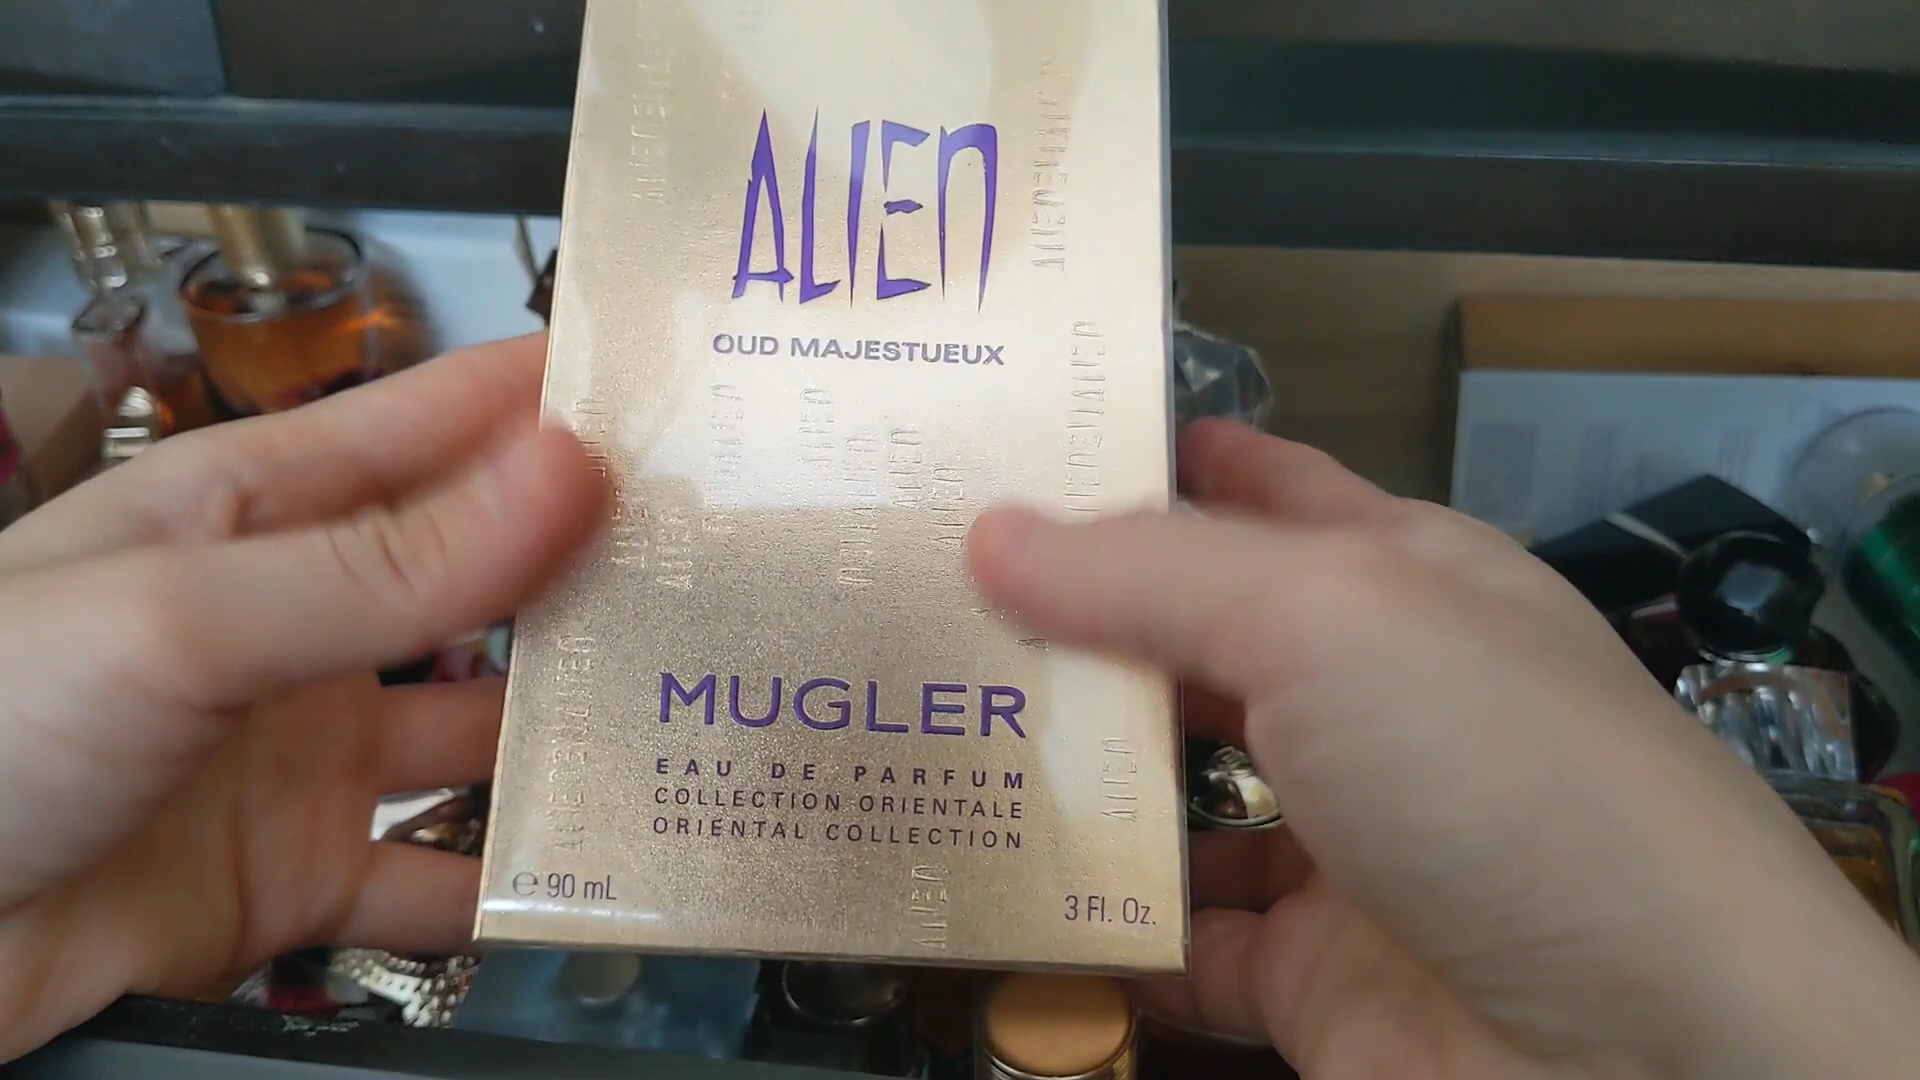 ALIEN
OUD MAJESTUEUX
MUGLER
EAU DE PARFUM
COLLECTION ORIENTALE
ORIENTAL COLLECTION
℮ 90 mL
3 Fl. Oz.